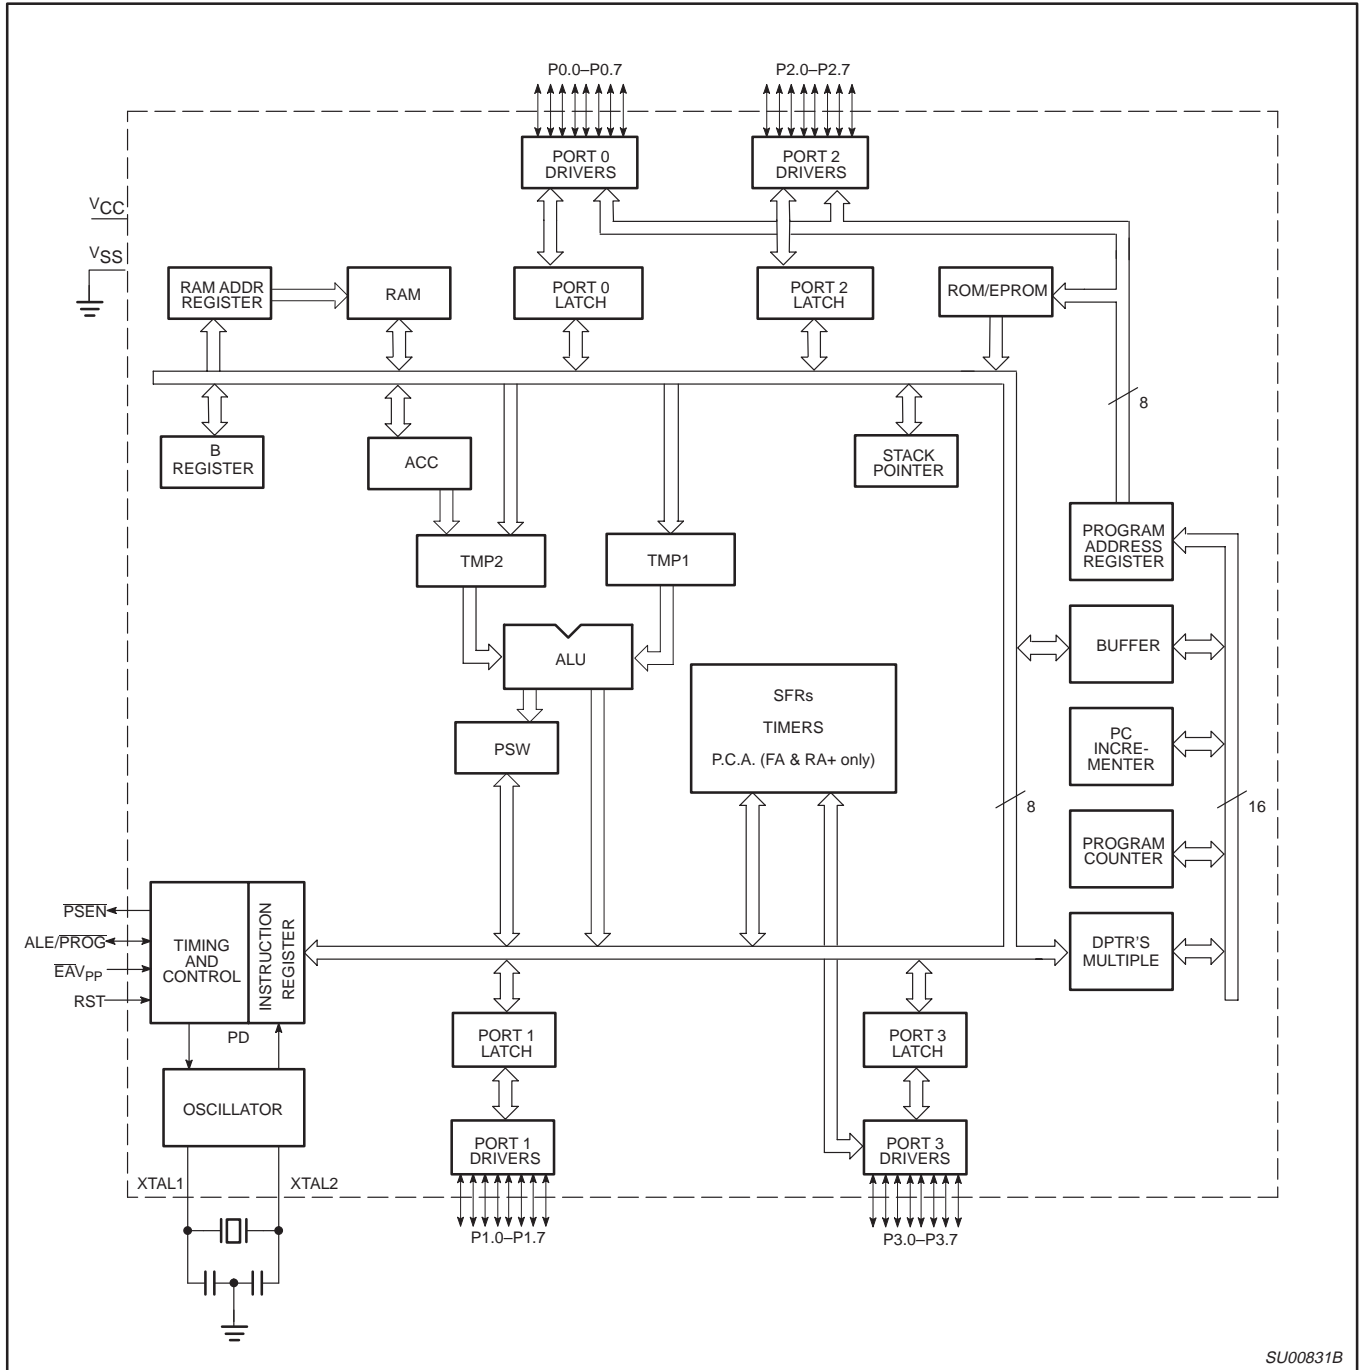 P0.0–P0.7
P2.0–P2.7
PORT 0
DRIVERS
PORT 2
DRIVERS
VCC
VSS
RAM ADDR
REGISTER
RAM
PORT 0
LATCH
PORT 2
LATCH
ROM/EPROM
8
B
REGISTER
ACC
STACK
POINTER
TMP2
TMP1
PROGRAM
ADDRESS
REGISTER
ALU
BUFFER
SFRs
TIMERS
P.C.A. (FA & RA+ only)
PSW
PC
INCRE-
MENTER
8
16
PROGRAM
COUNTER
PSEN
ALE/PROG
EAVPP
RST
TIMING
AND
CONTROL
INSTRUCTION
REGISTER
DPTR'S
MULTIPLE
PD
PORT 1
LATCH
PORT 3
LATCH
OSCILLATOR
PORT 1
DRIVERS
PORT 3
DRIVERS
XTAL1
XTAL2
P1.0–P1.7
P3.0–P3.7
SU00831B